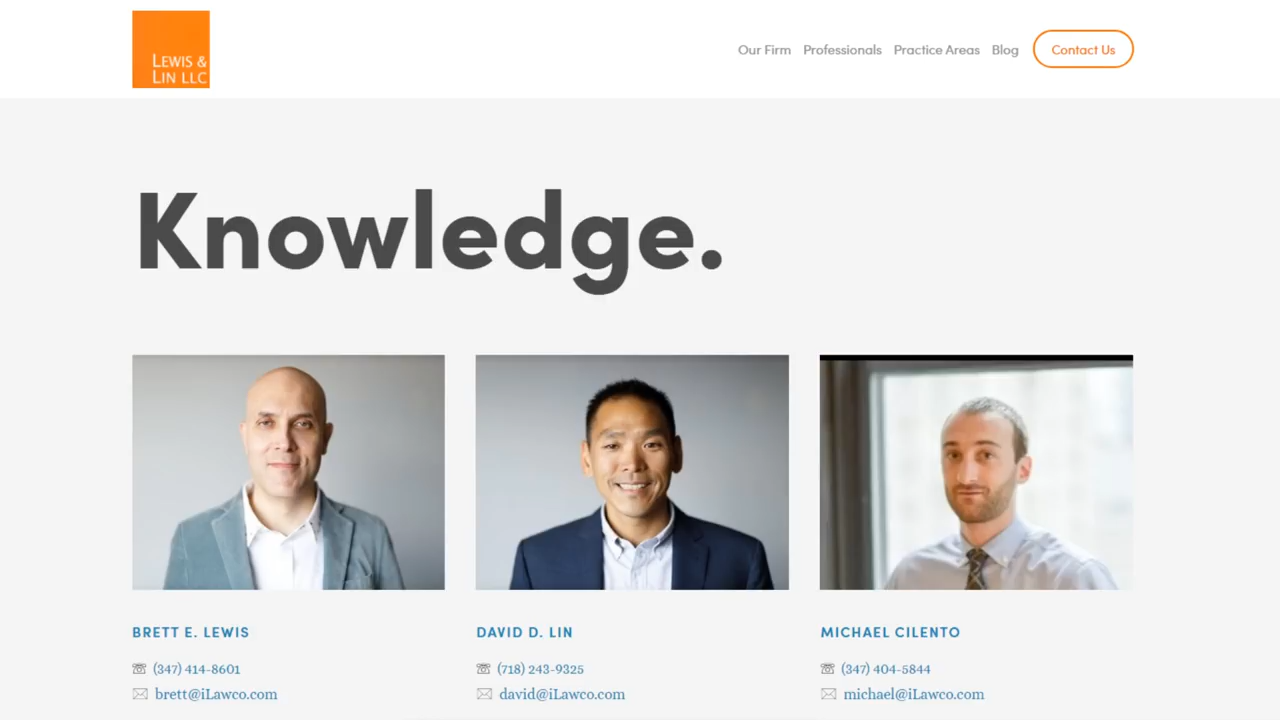 LEWIS &
LIN LLC
Our Firm Professionals Practice Areas Blog Contact Us
Knowledge.
BRETT E. LEWIS DAVID D. LIN MICHAEL CILENTO
(347) 414-8601 (718) 243-9325 (347) 404-5844
brett@iLawco.com david@iLawco.com michael@iLawco.com